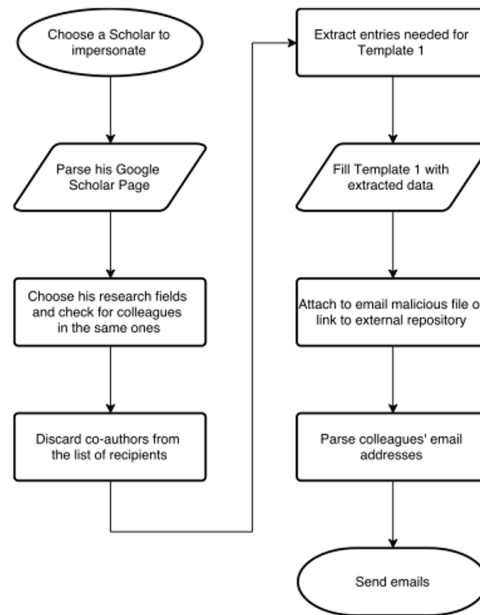 Choose a Scholar to
impersonate
Parse his Google
Scholar Page
Choose his research fields
and check for colleagues
in the same ones
Discard co-authors from
the list of recipients
Extract entries needed for
Template 1
Fill Template 1 with
extracted data
Attach to email malicious file o
link to external repository
Parse colleagues' email
addresses
Send emails